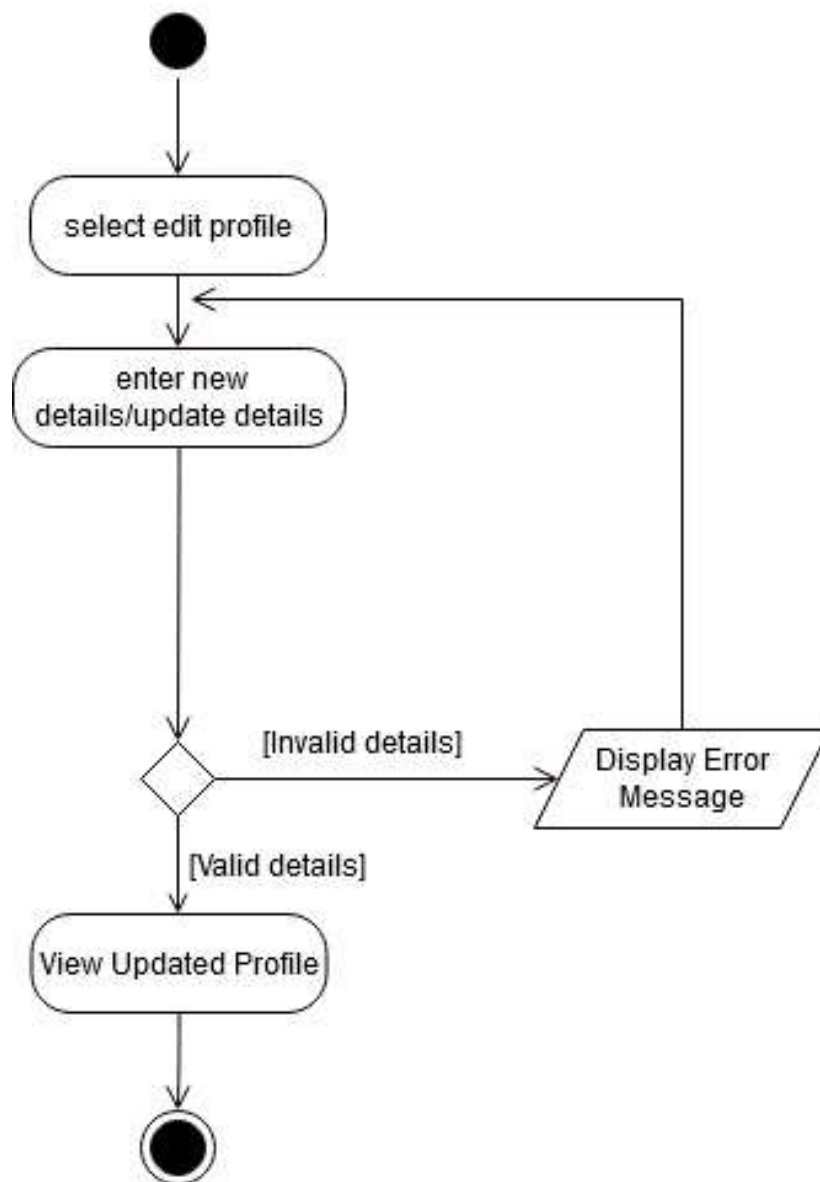 select edit profile
enter new
details/update details
[Invalid details]
Display Error
Message
[Valid details]
View Updated Profile